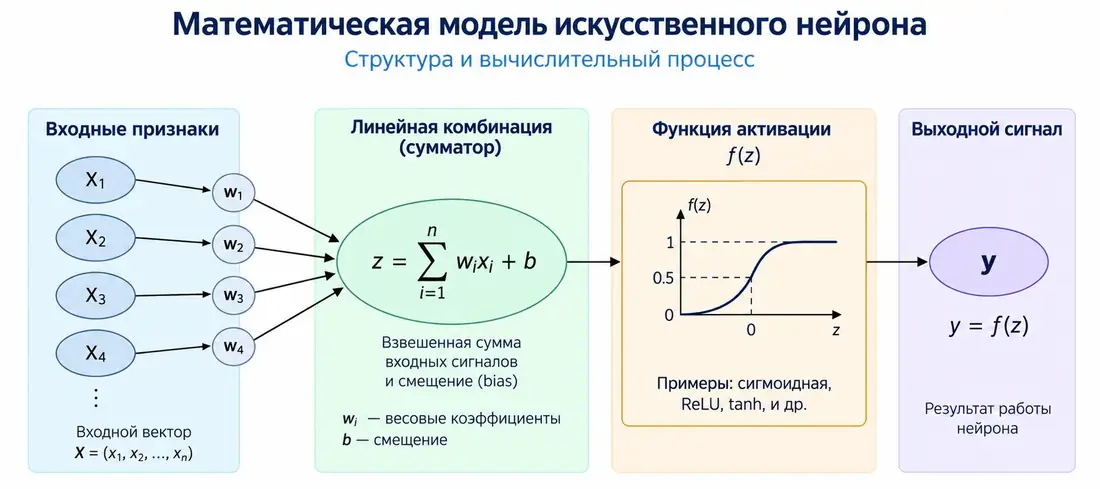 Математическая модель искусственного нейрона
Структура и вычислительный процесс
Входные признаки
X₁
w₁
X₂
w₂
X₃
w₃
X₄
w₄
⋮
Входной вектор
X = (x₁, x₂, ..., xₙ)
Линейная комбинация
(сумматор)
z = ∑ⁿᵢ₌₁ wᵢxᵢ + b
Взвешенная сумма
входных сигналов
и смещение (bias)
wᵢ — весовые коэффициенты
b — смещение
Функция активации
f(z)
f(z)
1
0.5
0
0
z
Примеры: сигмоидная,
ReLU, tanh, и др.
Выходной сигнал
y
y = f(z)
Результат работы
нейрона